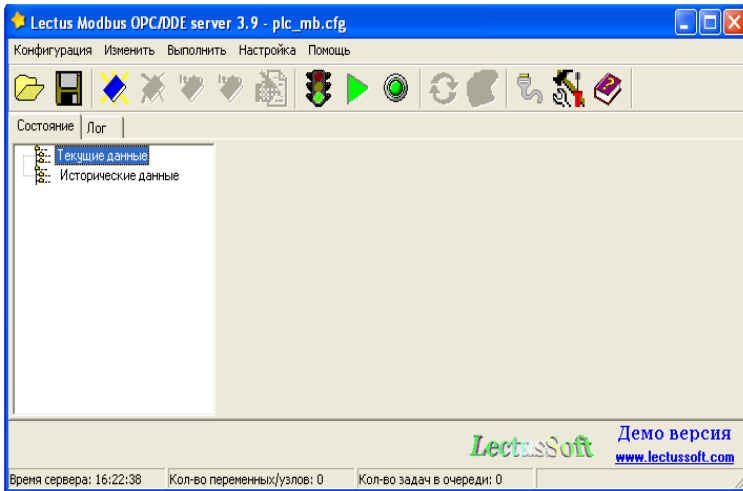 Lectus Modbus OPC/DDE server 3.9 - plc_mb.cfg
Конфигурация Изменить Выполнить Настройка Помощь
Состояние Лог
Текущие данные
Исторические данные
LectusSoft
Демо версия
www.lectussoft.com
Время сервера: 16:22:38 Кол-во переменных/узлов: 0 Кол-во задач в очереди: 0